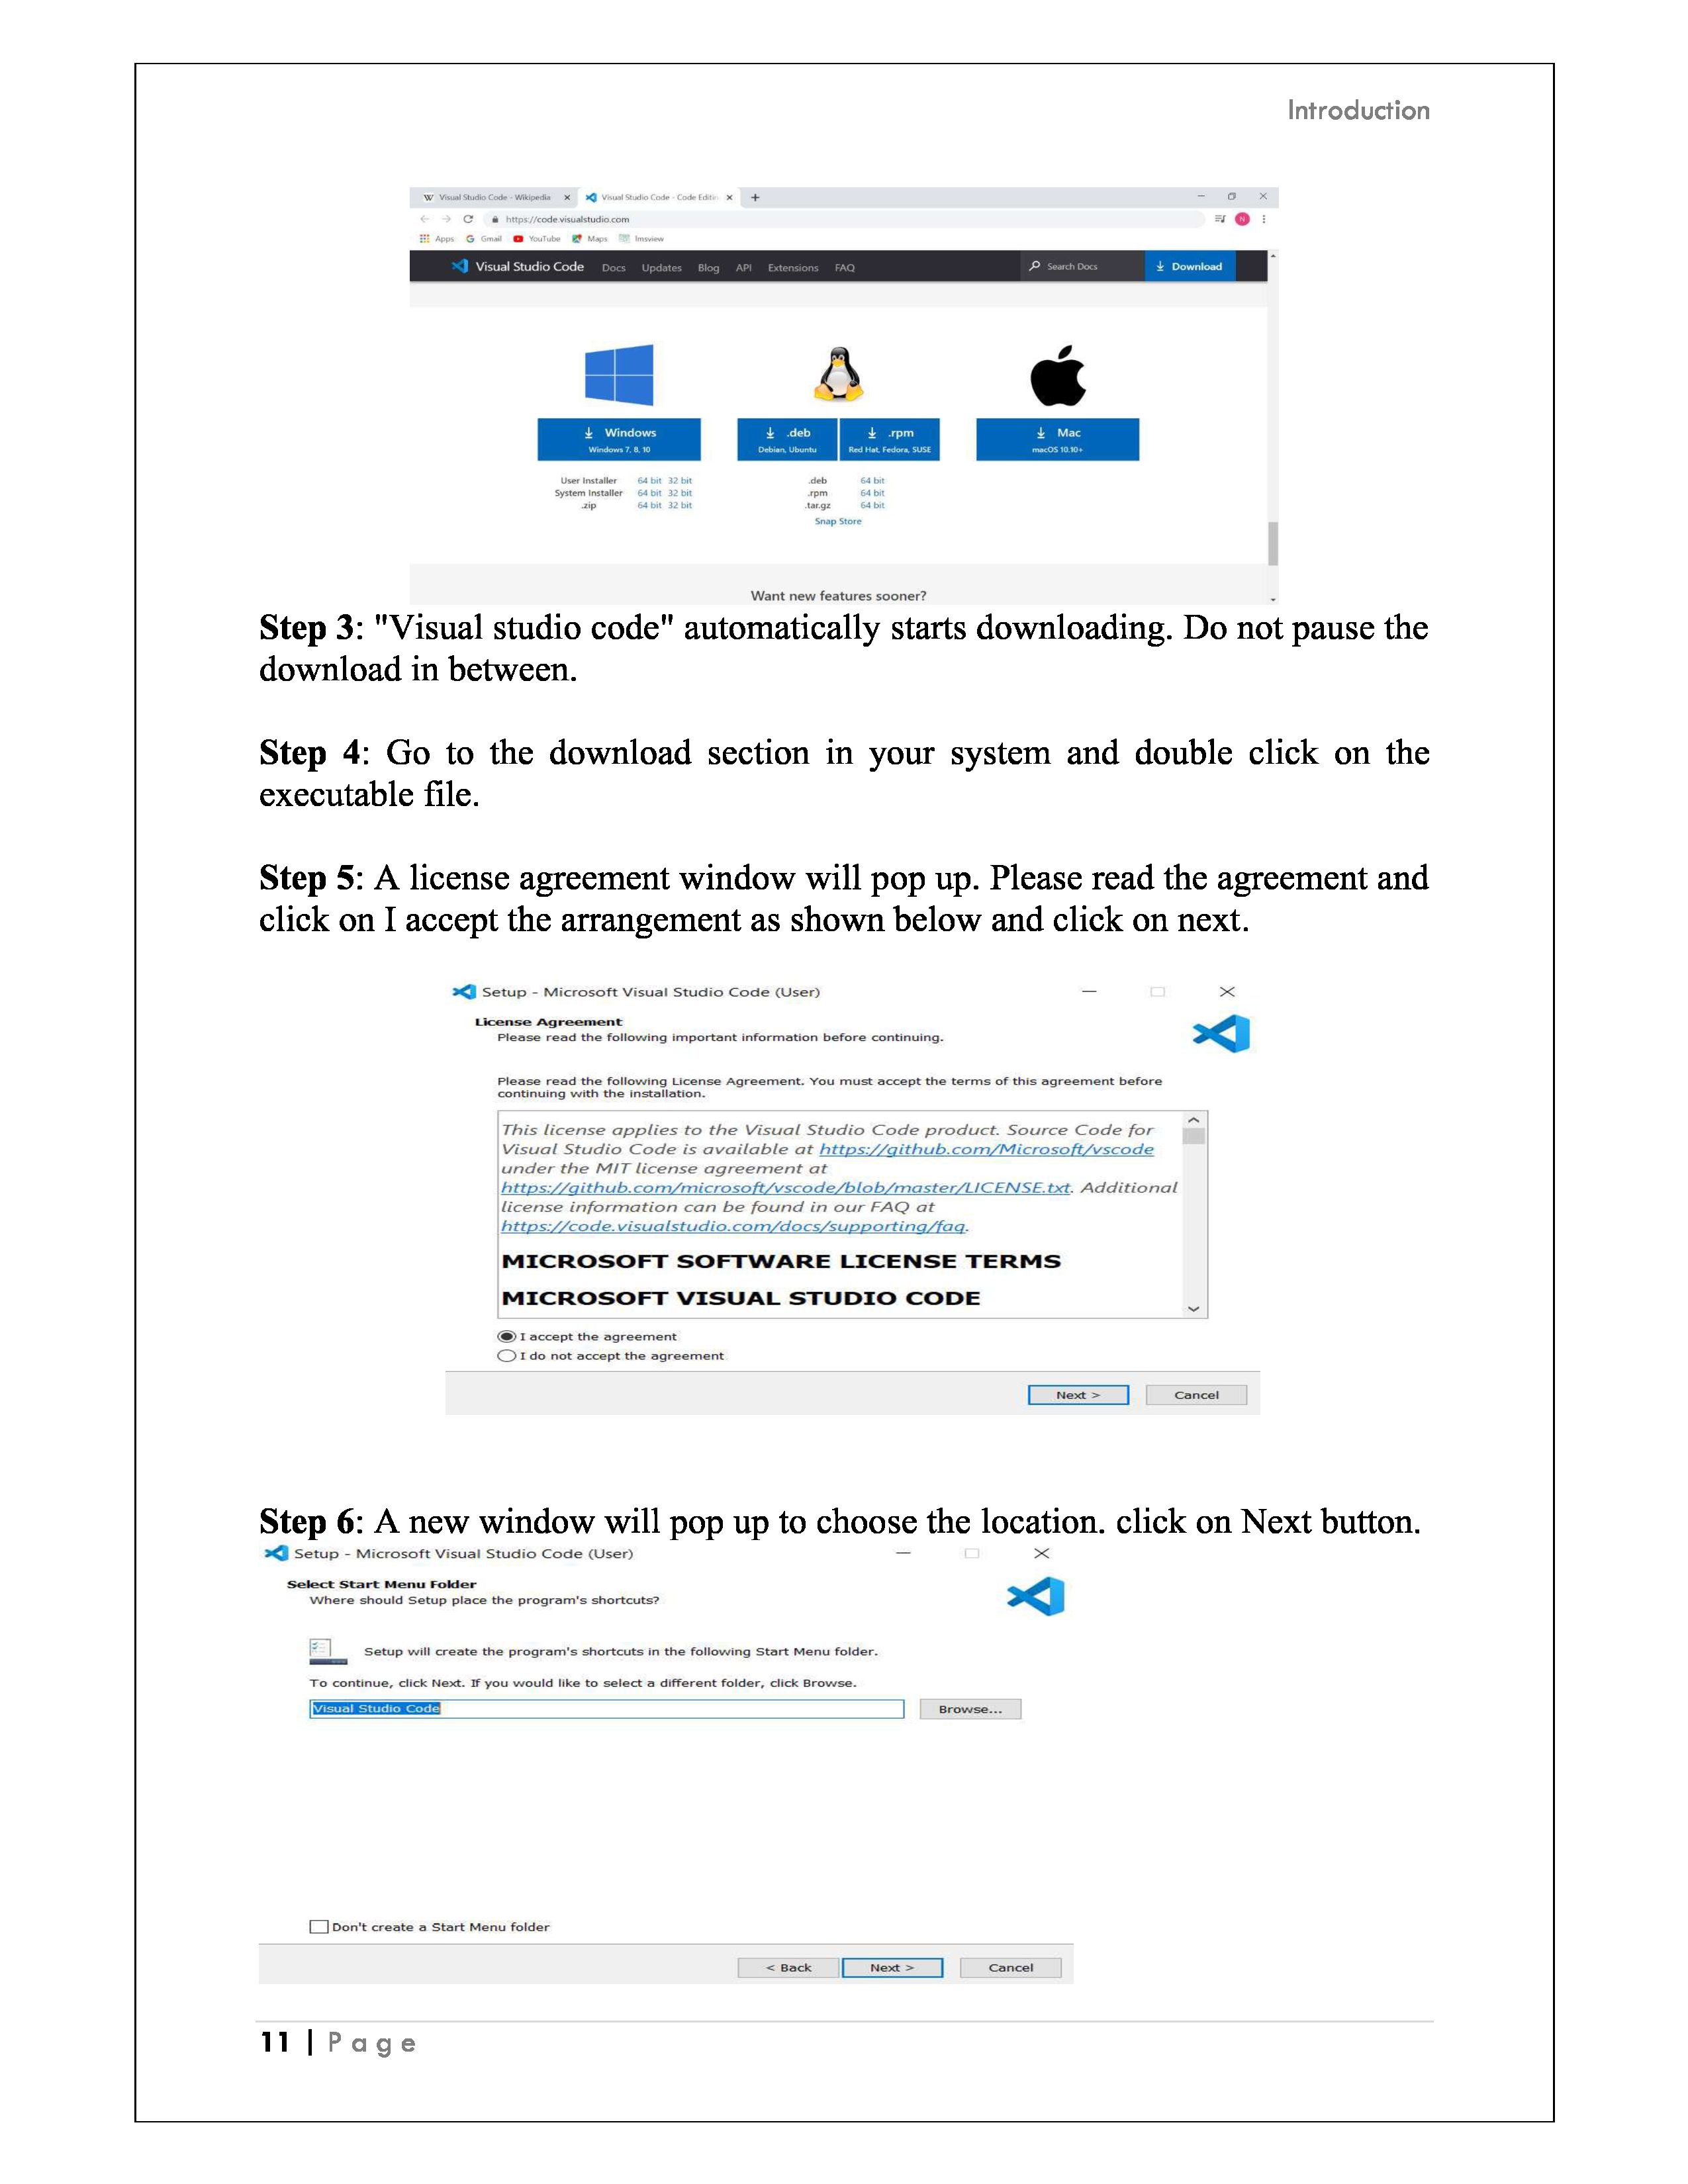 Introduction
Visual Studio Code - Wikipedia
Visual Studio Code - Code Editin
https://code.visualstudio.com
Apps Gmail YouTube Maps Imsview
Visual Studio Code Docs Updates Blog API Extensions FAQ Search Docs Download
Windows .deb .rpm Mac
Windows 7, 8, 10 Debian, Ubuntu Red Hat, Fedora, SUSE macOS 10.10+
User Installer 64 bit 32 bit .deb 64 bit
System Installer 64 bit 32 bit .rpm 64 bit
.zip 64 bit 32 bit .tar.gz 64 bit
Snap Store
Want new features sooner?
Step 3: "Visual studio code" automatically starts downloading. Do not pause the
download in between.
Step 4: Go to the download section in your system and double click on the
executable file.
Step 5: A license agreement window will pop up. Please read the agreement and
click on I accept the arrangement as shown below and click on next.
Setup - Microsoft Visual Studio Code (User)
License Agreement
Please read the following important information before continuing.
Please read the following License Agreement. You must accept the terms of this agreement before
continuing with the installation.
This license applies to the Visual Studio Code product. Source Code for
Visual Studio Code is available at https://github.com/Microsoft/vscode
under the MIT license agreement at
https://github.com/microsoft/vscode/blob/master/LICENSE.txt. Additional
license information can be found in our FAQ at
https://code.visualstudio.com/docs/supporting/faq.
MICROSOFT SOFTWARE LICENSE TERMS
MICROSOFT VISUAL STUDIO CODE
I accept the agreement
I do not accept the agreement
Next > Cancel
Step 6: A new window will pop up to choose the location. click on Next button.
Setup - Microsoft Visual Studio Code (User)
Select Start Menu Folder
Where should Setup place the program's shortcuts?
Setup will create the program's shortcuts in the following Start Menu folder.
To continue, click Next. If you would like to select a different folder, click Browse.
Visual Studio Code Browse...
Don't create a Start Menu folder
< Back Next > Cancel
11 | Page